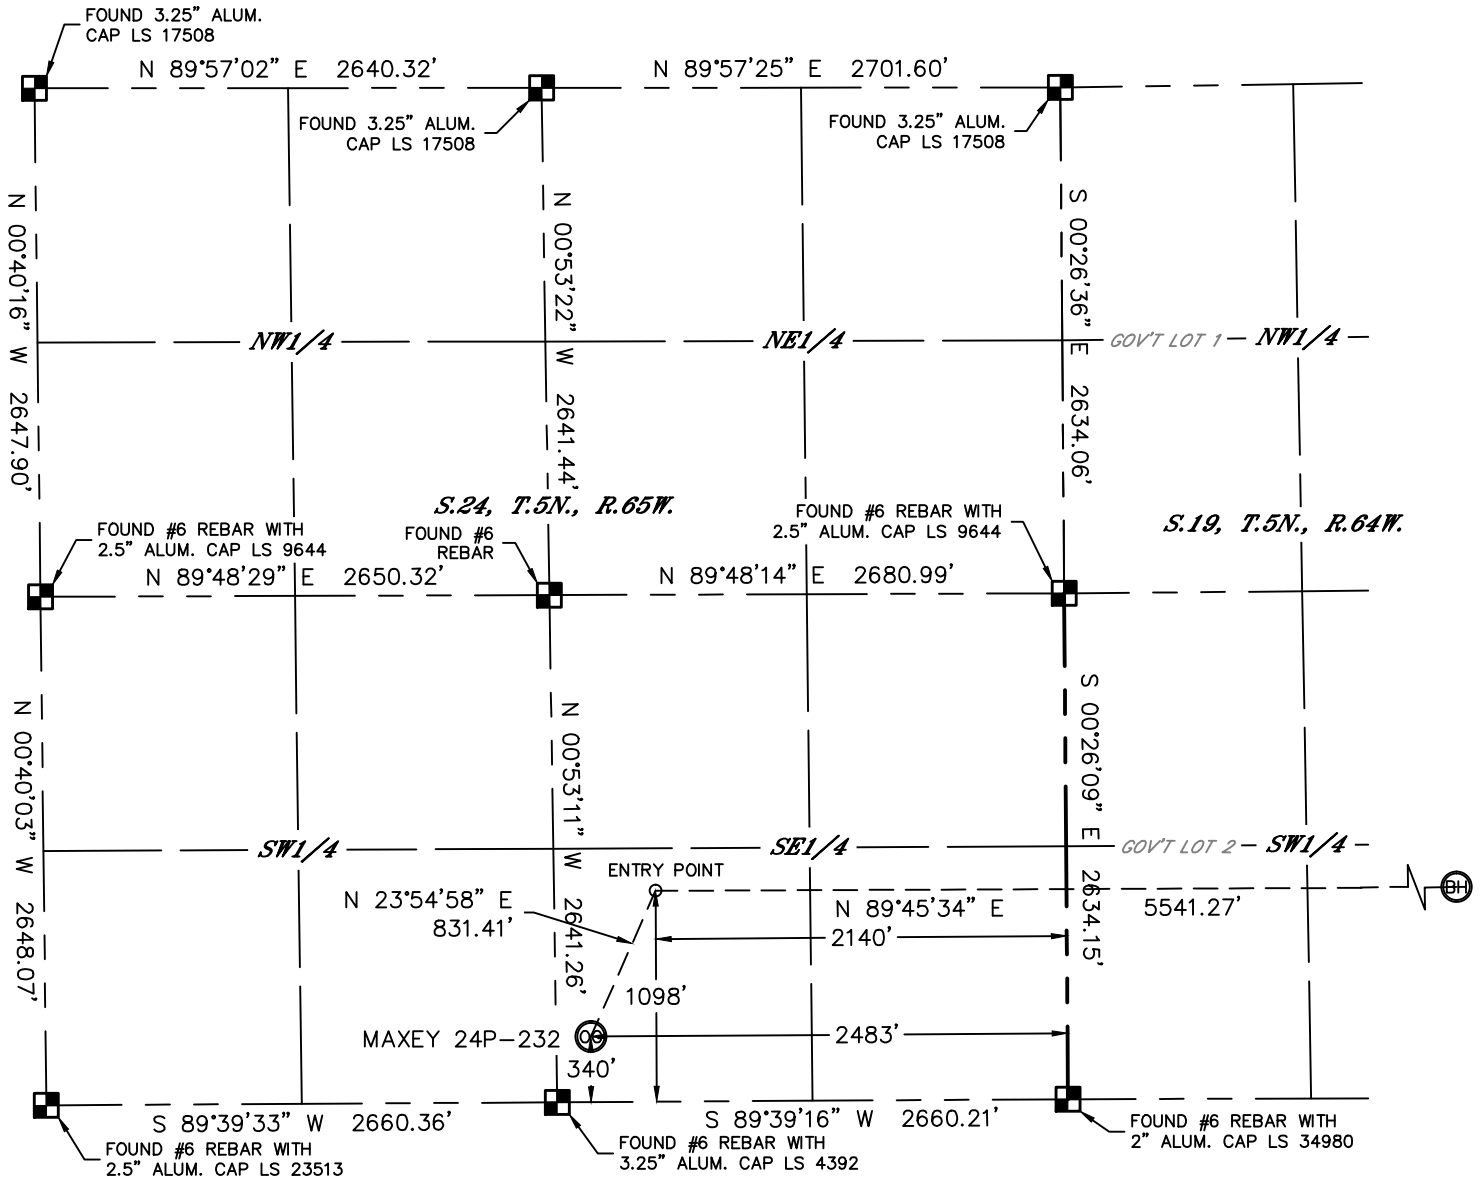 FOUND 3.25" ALUM.
CAP LS 17508
N 89°57'02" E 2640.32'
N 89°57'25" E 2701.60'
FOUND 3.25" ALUM.
CAP LS 17508
FOUND 3.25" ALUM.
CAP LS 17508
N 00°40'16" W 2647.90'
N 00°53'22" W 2641.44'
S 00°26'36" E 2634.06'
NW1/4
NE1/4
GOV'T LOT 1
NW1/4
S.24, T.5N., R.65W.
S.19, T.5N., R.64W.
FOUND #6 REBAR WITH
2.5" ALUM. CAP LS 9644
FOUND #6
REBAR
FOUND #6 REBAR WITH
2.5" ALUM. CAP LS 9644
N 89°48'29" E 2650.32'
N 89°48'14" E 2680.99'
N 00°40'03" W 2648.07'
N 00°53'11" W 2641.26'
S 00°26'09" E 2634.15'
SW1/4
SE1/4
GOV'T LOT 2
SW1/4
ENTRY POINT
BH
N 23°54'58" E
831.41'
N 89°45'34" E 5541.27'
2140'
1098'
MAXEY 24P-232
2483'
340'
S 89°39'33" W 2660.36'
S 89°39'16" W 2660.21'
FOUND #6 REBAR WITH
2.5" ALUM. CAP LS 23513
FOUND #6 REBAR WITH
3.25" ALUM. CAP LS 4392
FOUND #6 REBAR WITH
2" ALUM. CAP LS 34980